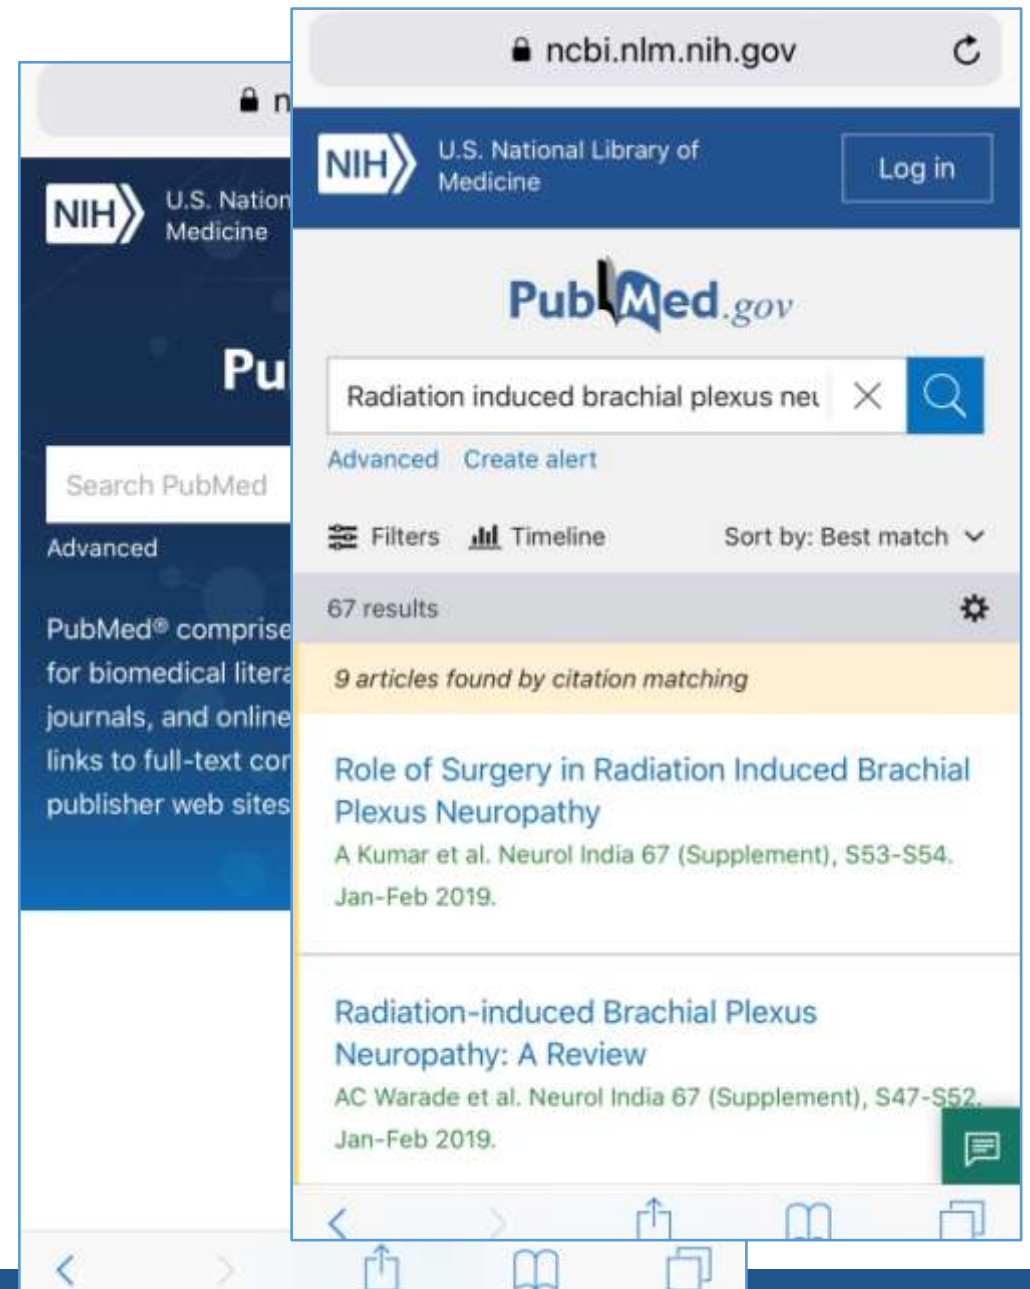 n
NIH
U.S. Nation
Medicine
Pu
Search PubMed
Advanced
PubMed® comprise
for biomedical litera
journals, and online
links to full-text cor
publisher web sites
ncbi.nlm.nih.gov
NIH
U.S. National Library of
Medicine
Log in
PubMed.gov
Radiation induced brachial plexus neu
Advanced Create alert
Filters Timeline Sort by: Best match
67 results
9 articles found by citation matching
Role of Surgery in Radiation Induced Brachial
Plexus Neuropathy
A Kumar et al. Neurol India 67 (Supplement), S53-S54.
Jan-Feb 2019.
Radiation-induced Brachial Plexus
Neuropathy: A Review
AC Warade et al. Neurol India 67 (Supplement), S47-S52.
Jan-Feb 2019.